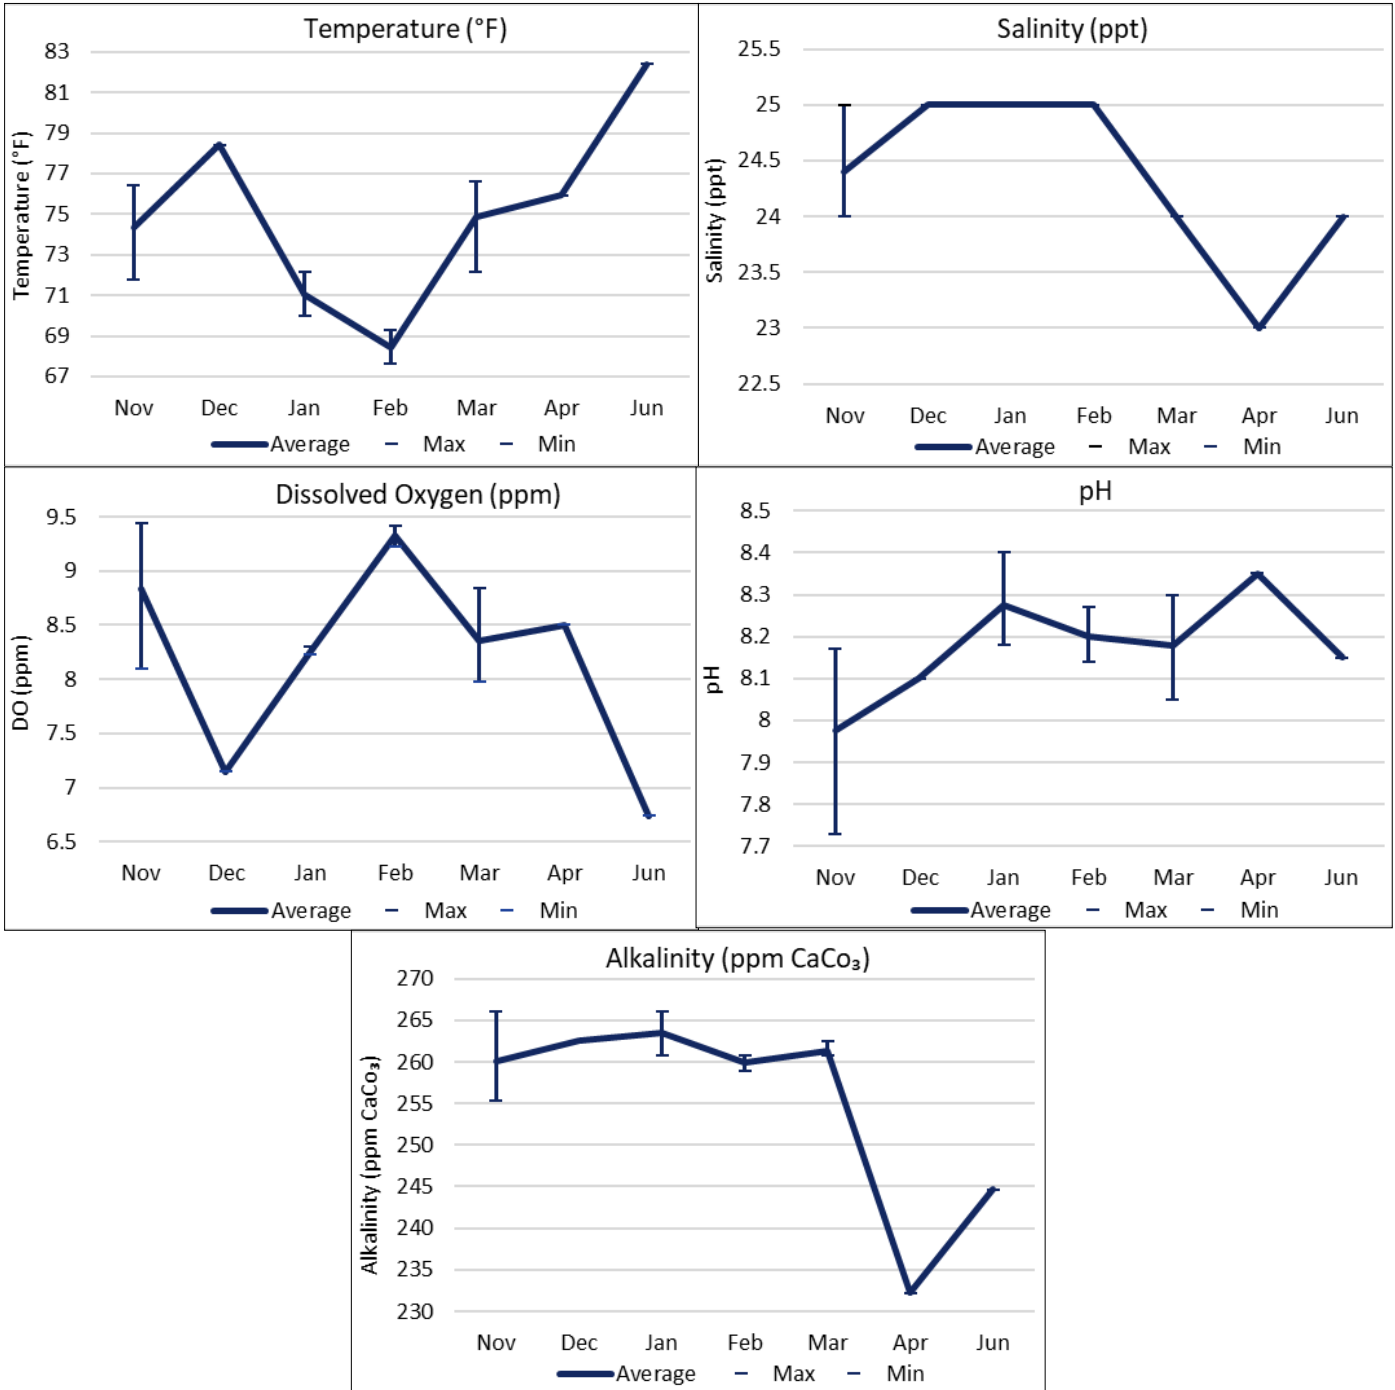 Temperature (°F)
Temperature (°F)
83
81
79
77
75
73
71
69
67
Nov Dec Jan Feb Mar Apr Jun
Average Max Min
Salinity (ppt)
Salinity (ppt)
25.5
25
24.5
24
23.5
23
22.5
Nov Dec Jan Feb Mar Apr Jun
Average Max Min
Dissolved Oxygen (ppm)
DO (ppm)
9.5
9
8.5
8
7.5
7
6.5
Nov Dec Jan Feb Mar Apr Jun
Average Max Min
pH
pH
8.5
8.4
8.3
8.2
8.1
8
7.9
7.8
7.7
Nov Dec Jan Feb Mar Apr Jun
Average Max Min
Alkalinity (ppm CaCo₃)
Alkalinity (ppm CaCo₃)
270
265
260
255
250
245
240
235
230
Nov Dec Jan Feb Mar Apr Jun
Average Max Min